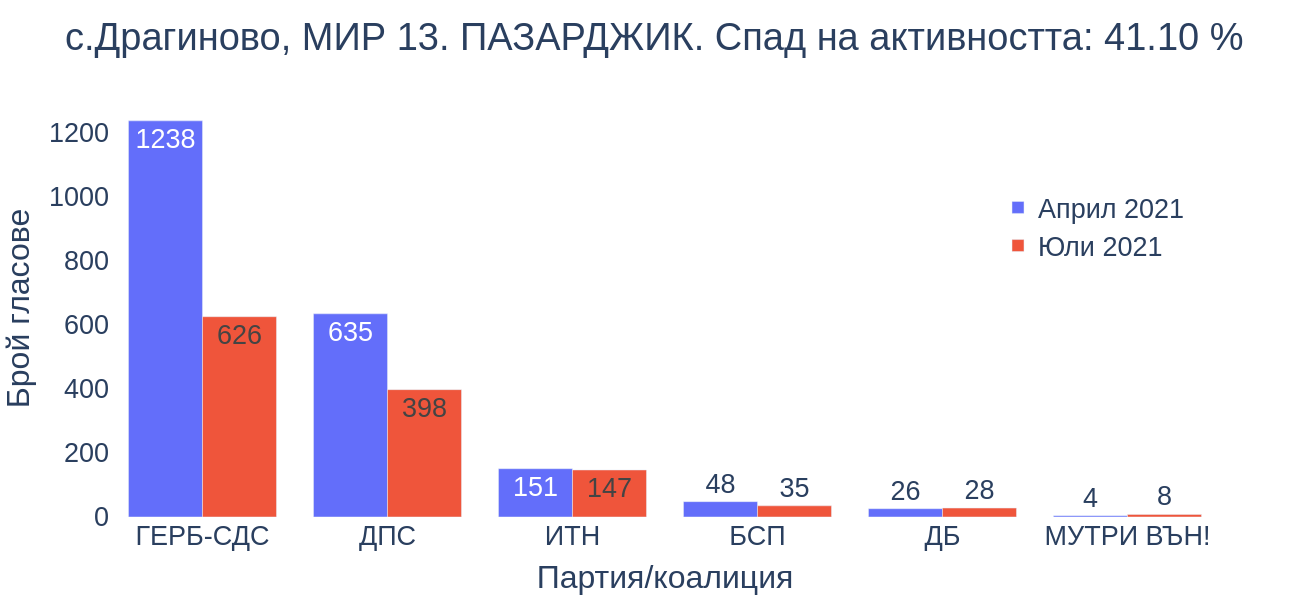 с.Драгиново, МИР 13. ПАЗАРДЖИК. Спад на активността: 41.10 %
Брой гласове
1200
1000
800
600
400
200
0
1238
626
635
398
151
147
48
35
26
28
4
8
Април 2021
Юли 2021
ГЕРБ-СДС
ДПС
ИТН
БСП
ДБ
МУТРИ ВЪН!
Партия/коалиция